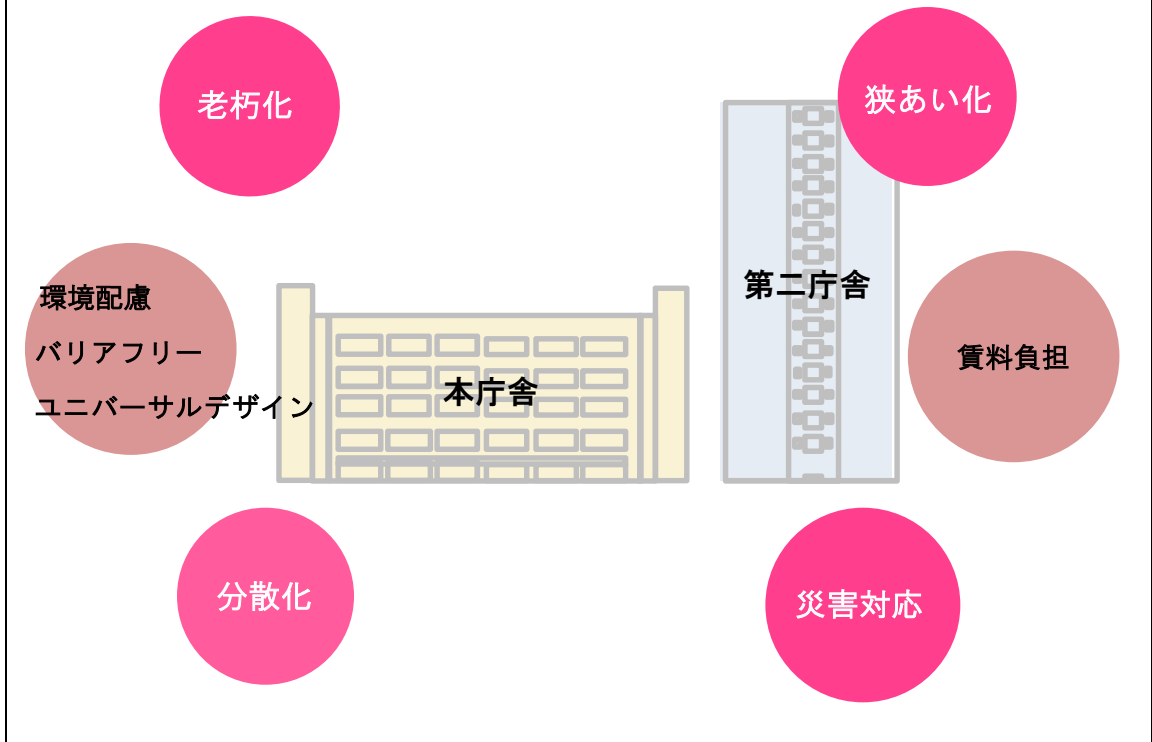 老朽化
狭あい化
環境配慮
バリアフリー
ユニバーサルデザイン
本庁舎
第二庁舎
賃料負担
分散化
災害対応